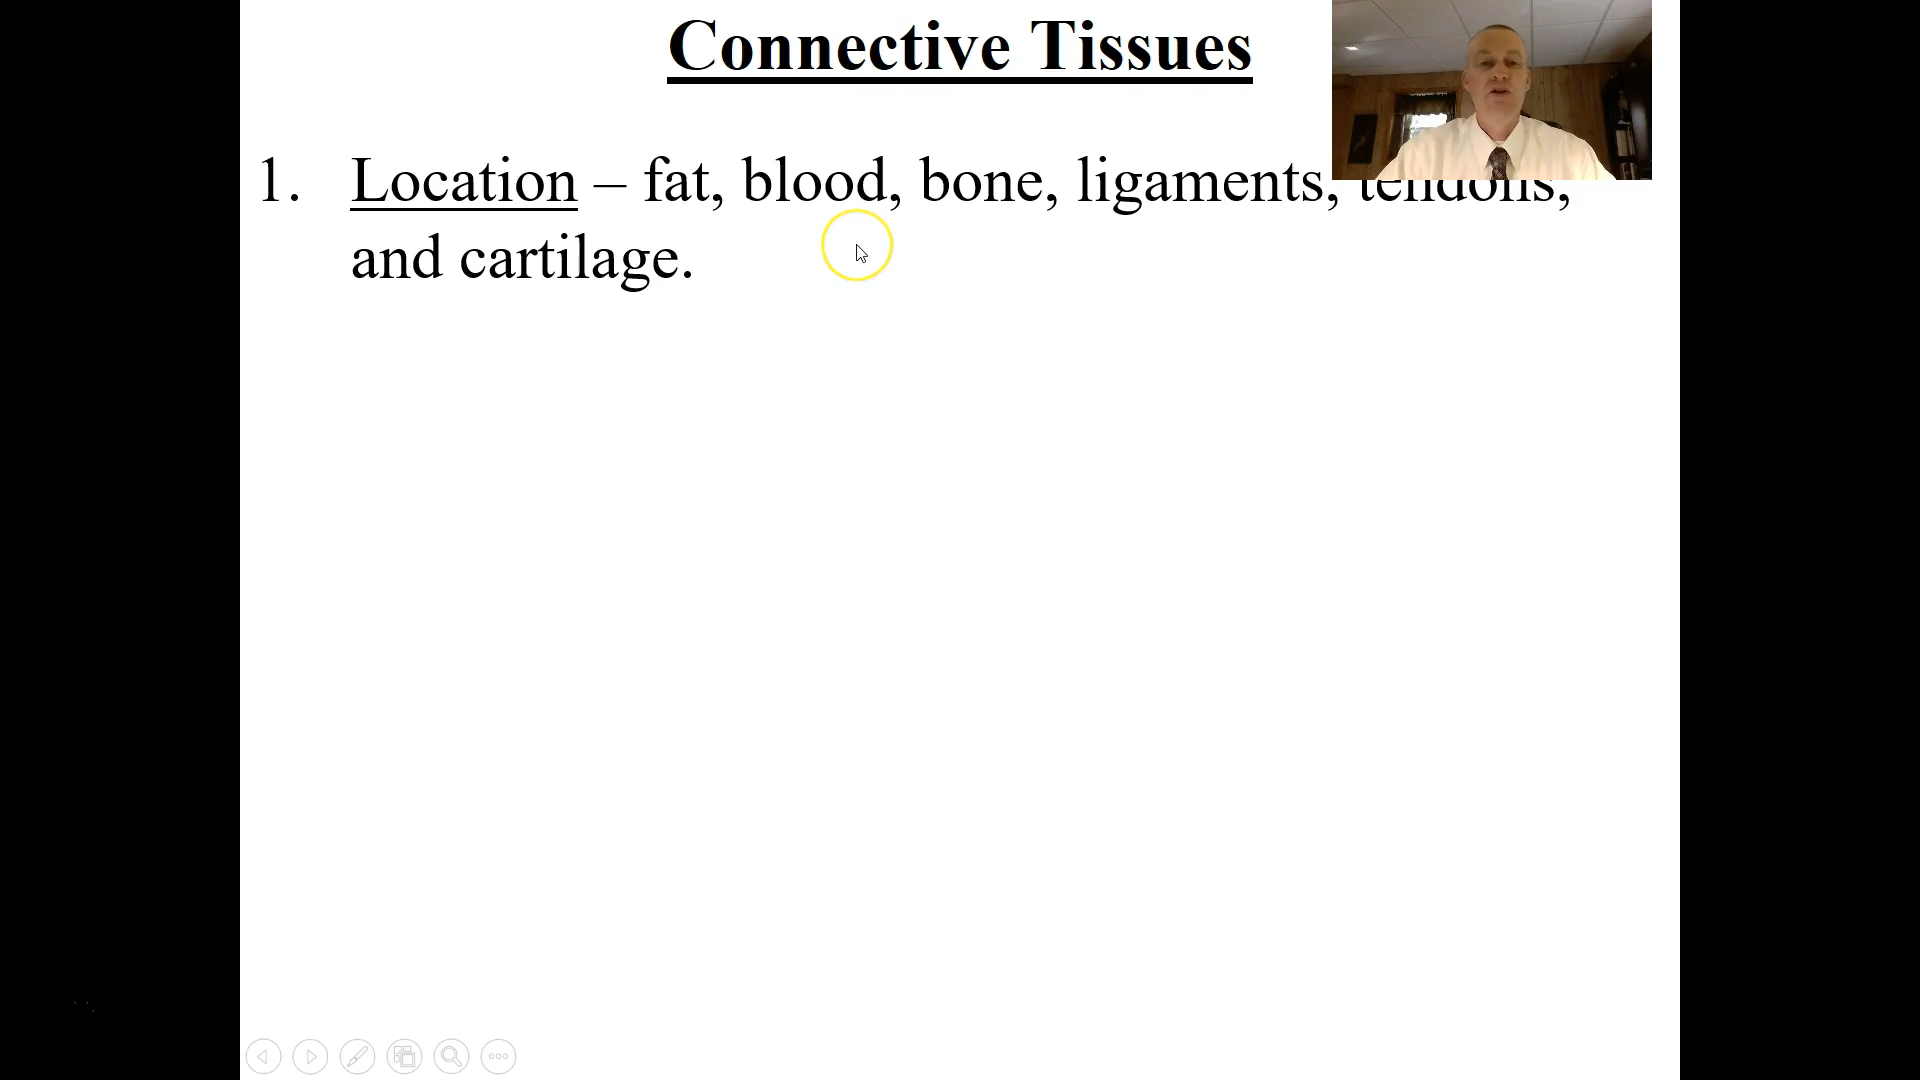 Connective Tissues
1. Location – fat, blood, bone, ligaments, tendons,
and cartilage.